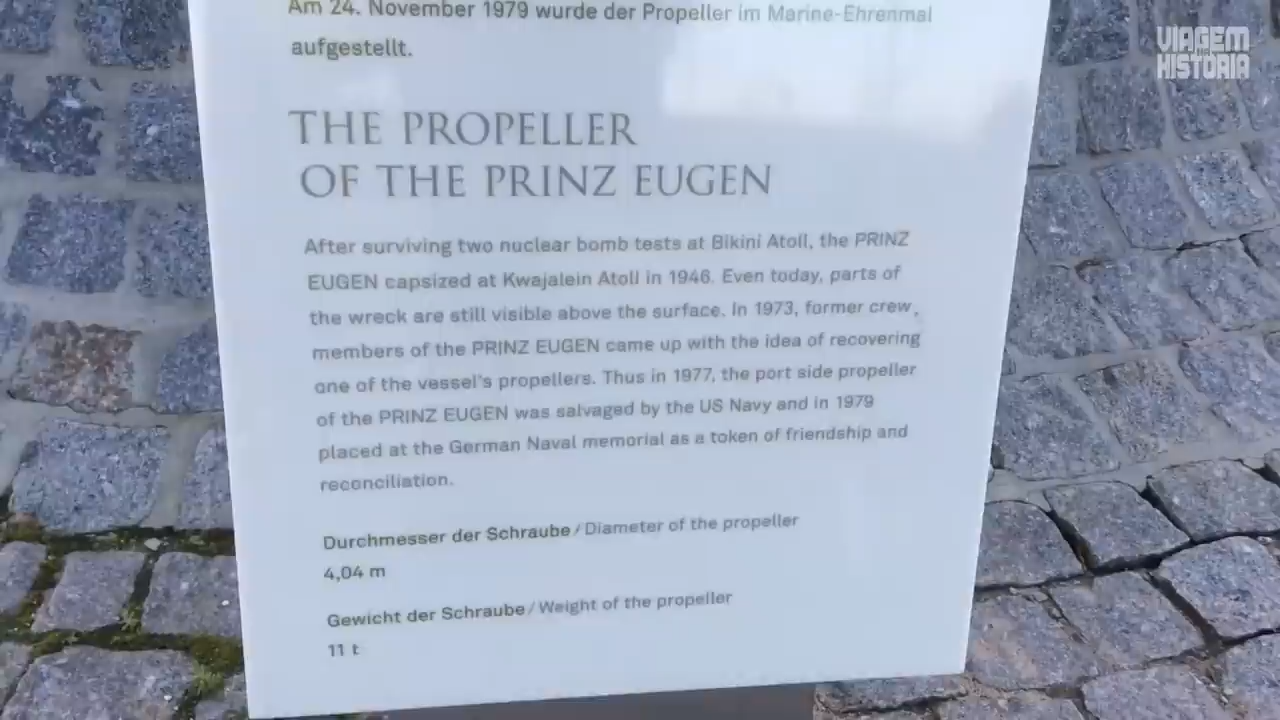 Am 24. November 1979 wurde der Propeller im Marine-Ehrenmal
aufgestellt.
THE PROPELLER
OF THE PRINZ EUGEN
After surviving two nuclear bomb tests at Bikini Atoll, the PRINZ
EUGEN capsized at Kwajalein Atoll in 1946. Even today, parts of
the wreck are still visible above the surface. In 1973, former crew
members of the PRINZ EUGEN came up with the idea of recovering
one of the vessel's propellers. Thus in 1977, the port side propeller
of the PRINZ EUGEN was salvaged by the US Navy and in 1979
placed at the German Naval memorial as a token of friendship and
reconciliation.
Durchmesser der Schraube / Diameter of the propeller
4,04 m
Gewicht der Schraube / Weight of the propeller
11 t
VIAGEM
NA
HISTORIA